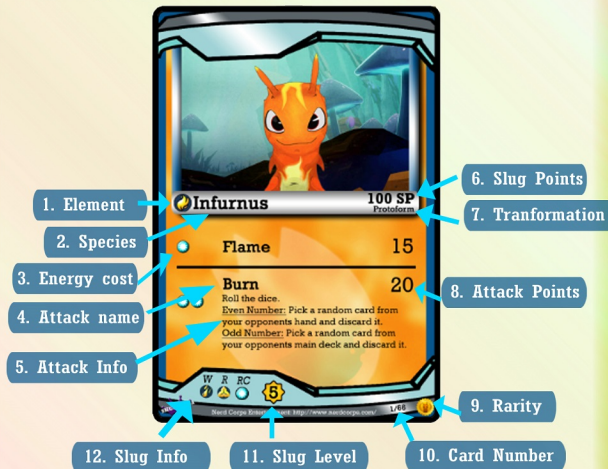 Infurnus
100 SP
Protoform
Flame 15
Burn 20
Roll the dice.
Even Number: Pick a random card from
your opponents hand and discard it.
Odd Number: Pick a random card from
your opponents main deck and discard it.
W R RC
5
Nerd Corps Entertainment: http://www.nerdcorps.com/
1/66
1. Element
2. Species
3. Energy cost
4. Attack name
5. Attack Info
6. Slug Points
7. Tranformation
8. Attack Points
9. Rarity
10. Card Number
11. Slug Level
12. Slug Info